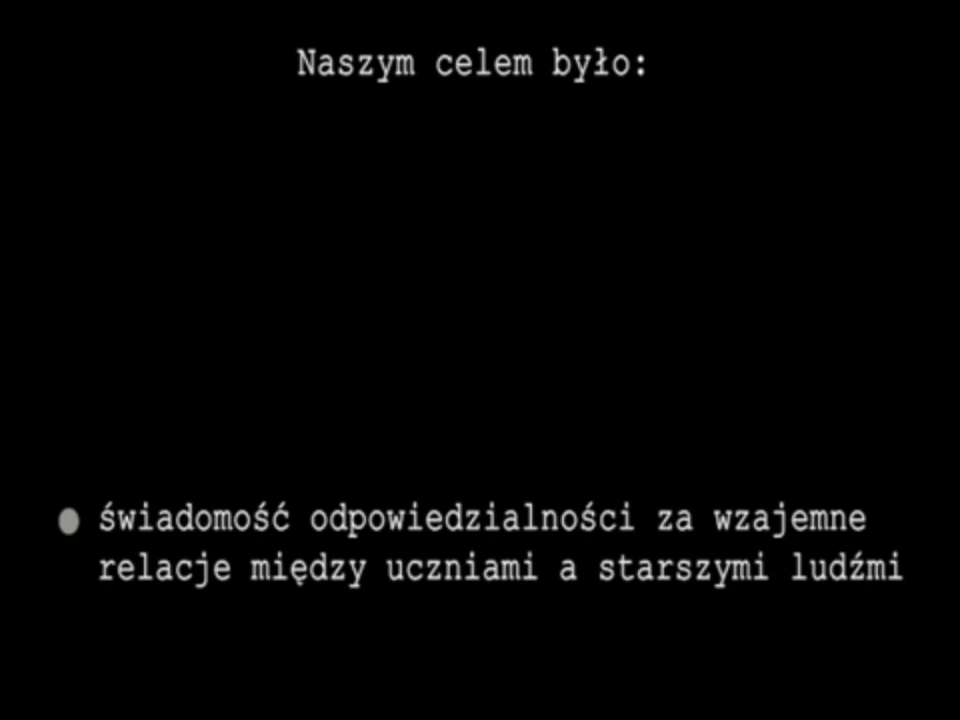 Naszym celem było:
świadomość odpowiedzialności za wzajemne
relacje między uczniami a starszymi ludźmi